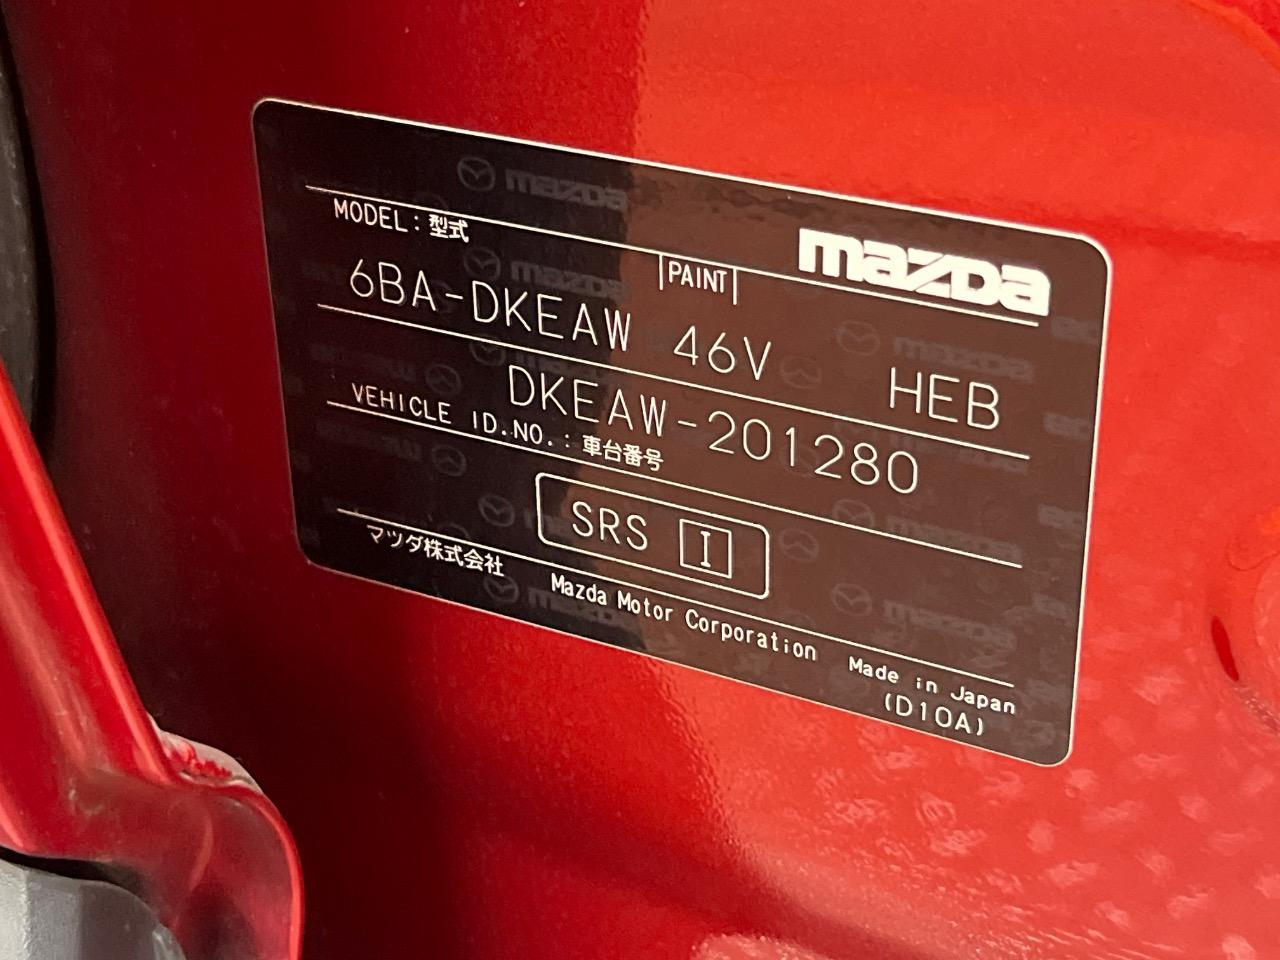 mazda
MODEL:型式
PAINT
6BA-DKEAW 46V HEB
DKEAW-201280
VEHICLE ID.NO.:車台番号
SRS I
マツダ株式会社 Mazda Motor Corporation Made in Japan
(D10A)